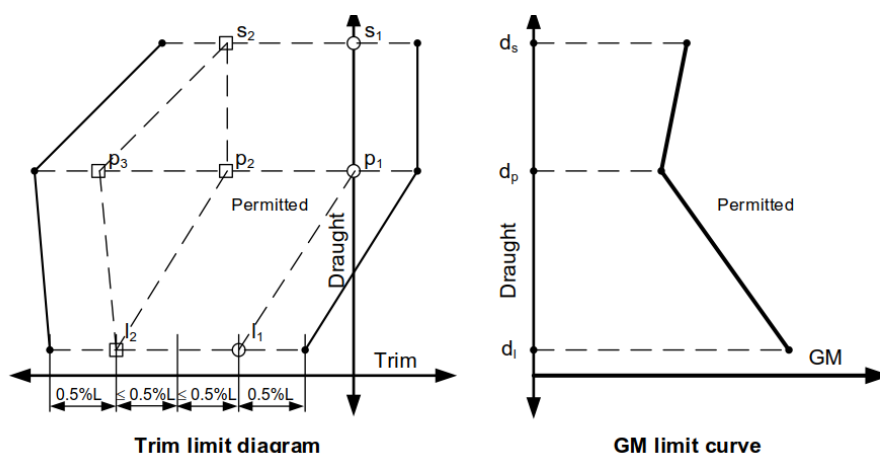 s₂
s₁
p₃
p₂
p₁
Permitted
Draught
l₂
l₁
Trim
0.5%L
≤ 0.5%L
≤ 0.5%L
0.5%L
Trim limit diagram
dₛ
dₚ
Permitted
Draught
dₗ
GM
GM limit curve